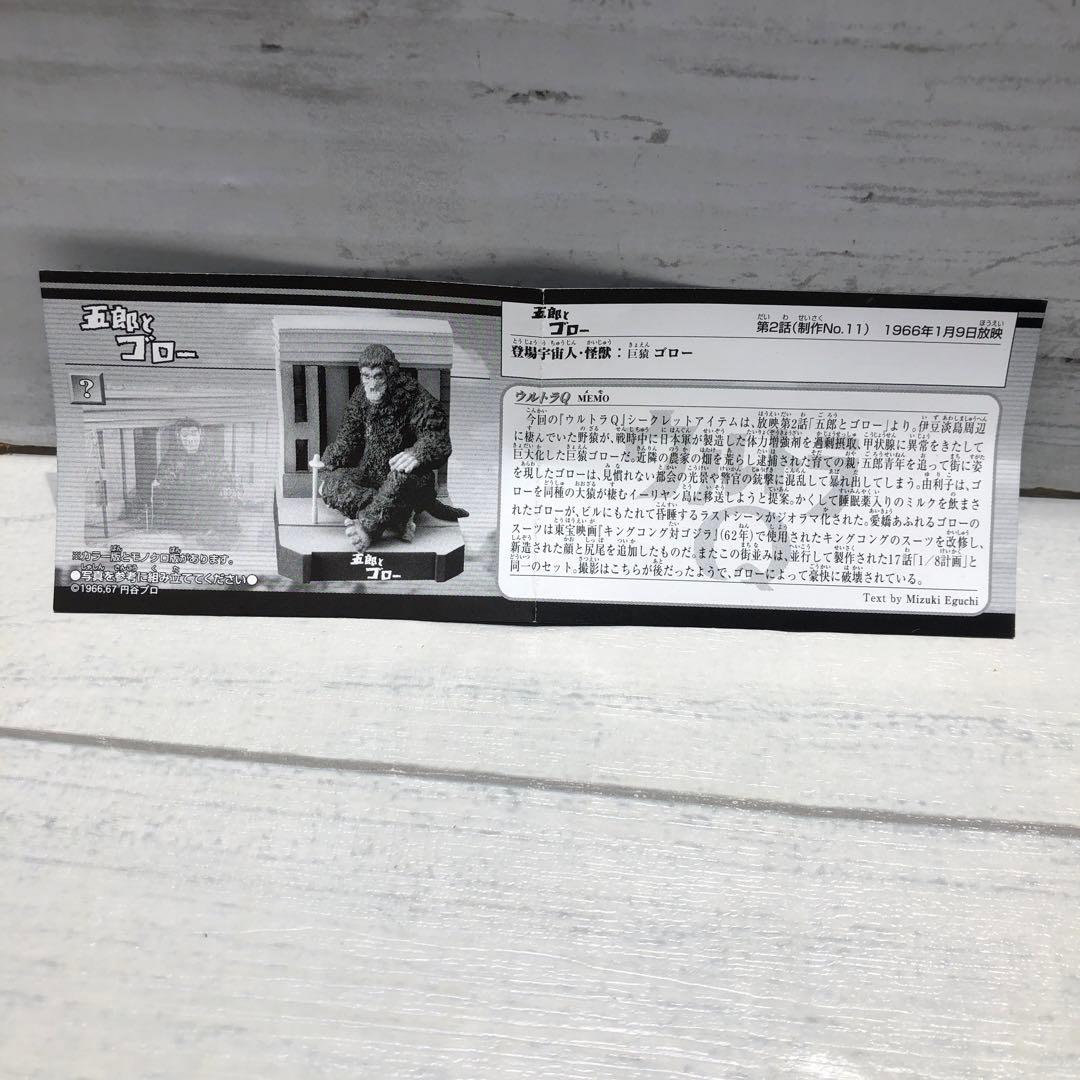 五郎と
ゴロー
?
※カラー版とモノクロ版があります。
●写真を参考に組み立ててください●
©1966,67 円谷プロ
五郎と
ゴロー
五郎と
ゴロー
第2話(制作No.11) 1966年1月9日放映
登場宇宙人・怪獣：巨猿 ゴロー
ウルトラQ MEMO
今回の『ウルトラQ』シークレットアイテムは、放映第2話「五郎とゴロー」より。伊豆淡島周辺
に棲んでいた野猿が、戦時中に日本軍が製造した体力増強剤を過剰摂取、甲状腺に異常をきたして
巨大化した巨猿ゴローだ。近隣の農家の畑を荒らし逮捕された育ての親・五郎青年を追って街に姿
を現したゴローは、見慣れない都会の光景や警官の銃撃に混乱して暴れ出してしまう。由利子は、ゴ
ローを同種の大猿が棲むイーリヤン島に移送しようと提案。かくして睡眠薬入りのミルクを飲まさ
れたゴローが、ビルにもたれて昏睡するラストシーンがジオラマ化された。愛嬌あふれるゴローの
スーツは東宝映画『キングコング対ゴジラ』(62年)で使用されたキングコングのスーツを改修し、
新造された顔と尻尾を追加したものだ。またこの街並みは、並行して製作された17話「1／8計画」と
同一のセット。撮影はこちらが後だったようで、ゴローによって豪快に破壊されている。
Text by Mizuki Eguchi